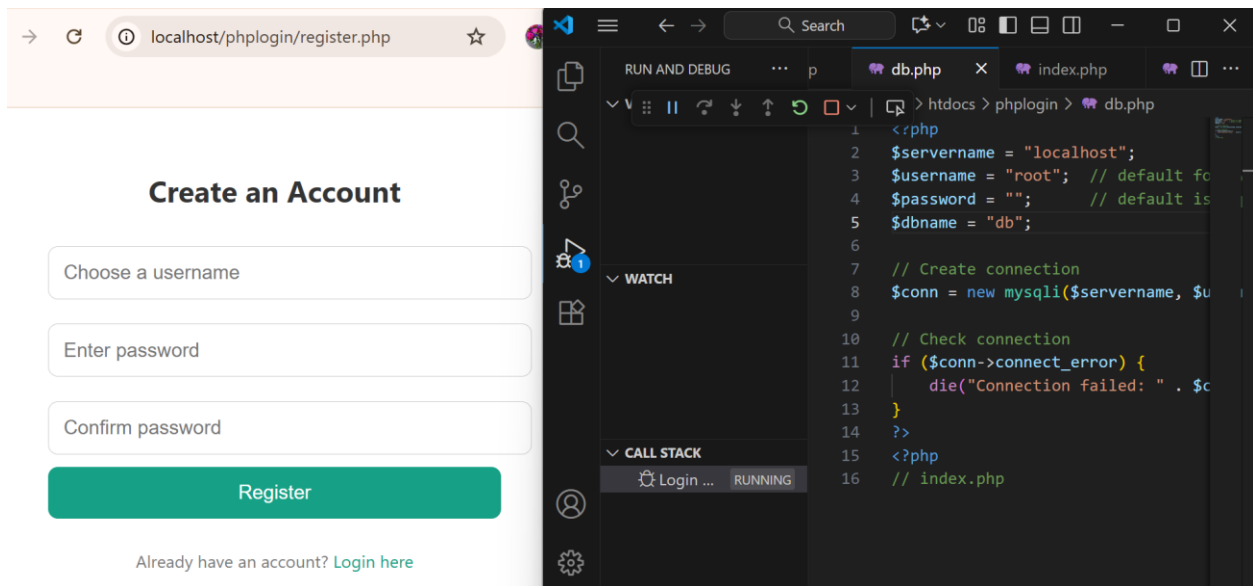 localhost/phplogin/register.php
Create an Account
Choose a username
Enter password
Confirm password
Register
Already have an account? Login here
Search
RUN AND DEBUG
p
db.php
index.php
V
> htdocs > phplogin > db.php
WATCH
CALL STACK
Login ... RUNNING
1
1 <?php
2 $servername = "localhost";
3 $username = "root";  // default fo
4 $password = "";      // default is
5 $dbname = "db";
6
7 // Create connection
8 $conn = new mysqli($servername, $u
9
10 // Check connection
11 if ($conn->connect_error) {
12     die("Connection failed: " . $c
13 }
14 ?>
15 <?php
16 // index.php